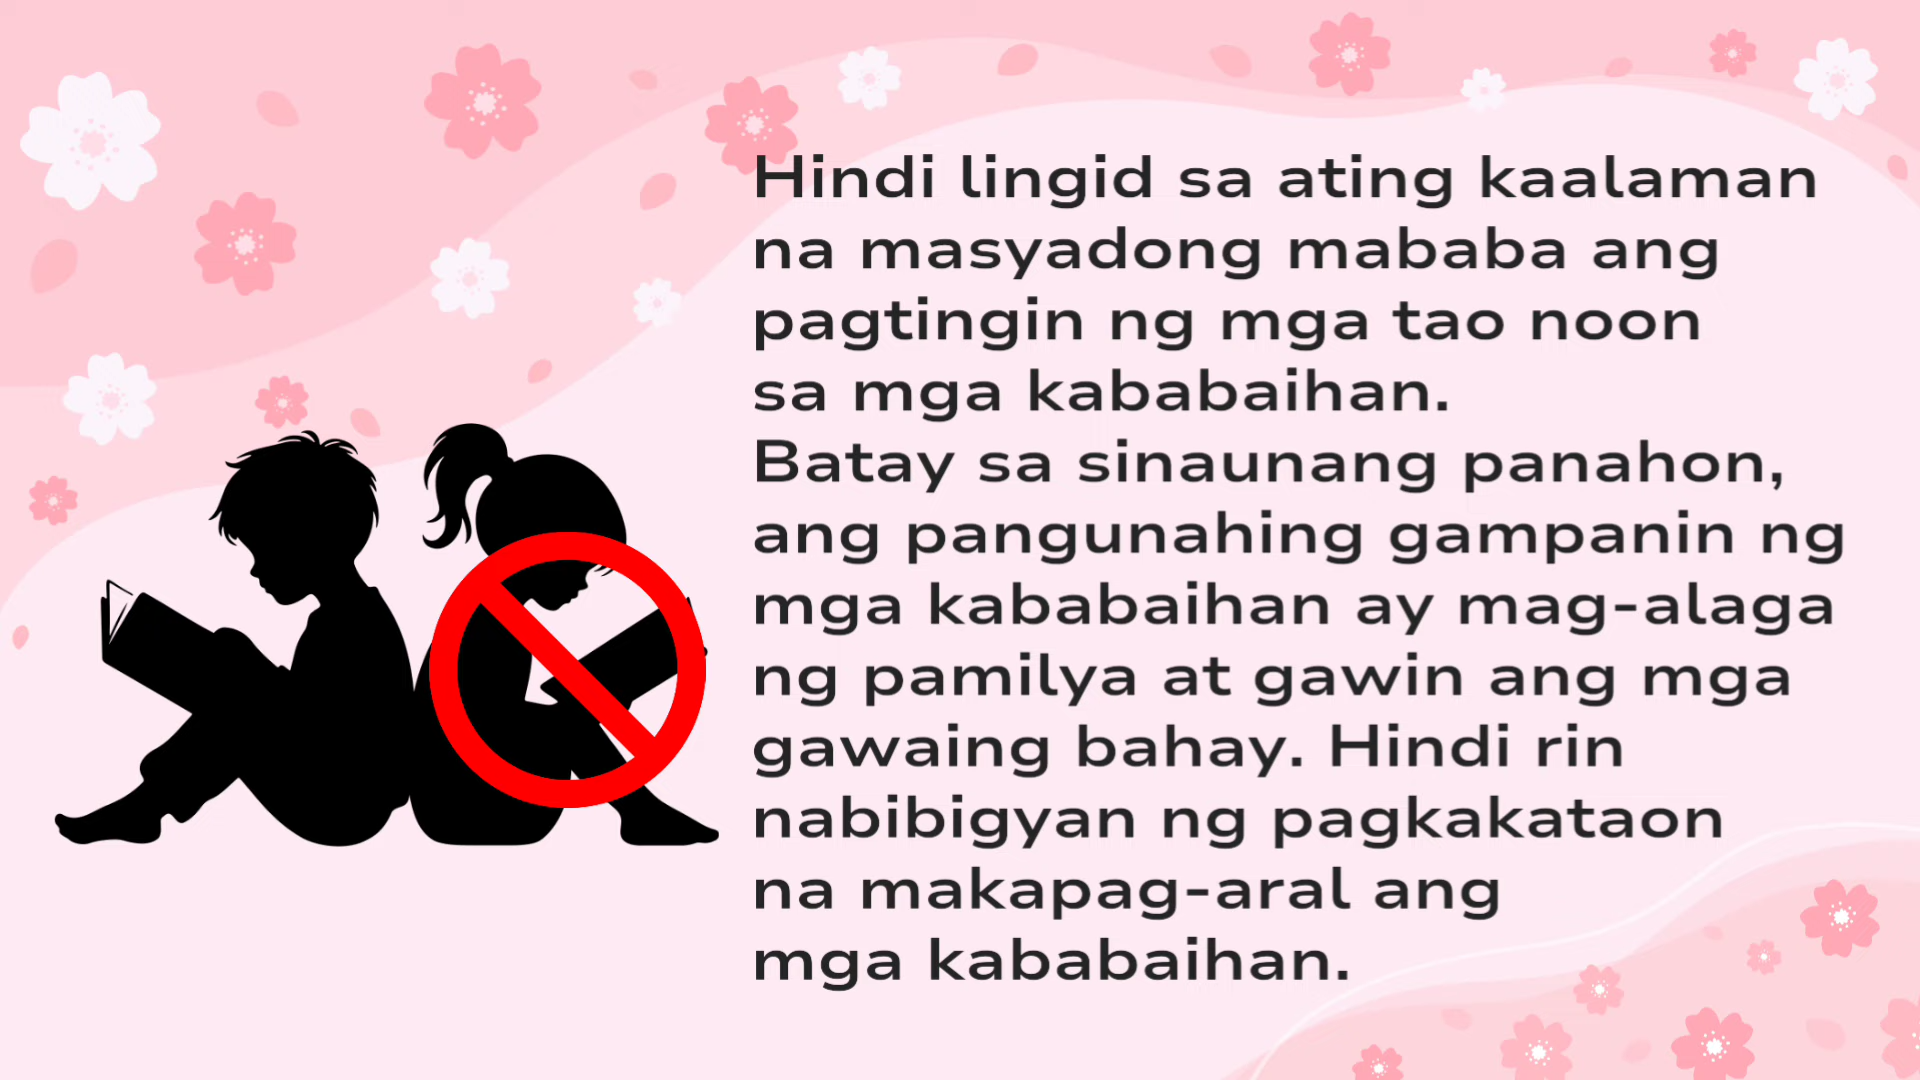 Hindi lingid sa ating kaalaman
na masyadong mababa ang
pagtingin ng mga tao noon
sa mga kababaihan.
Batay sa sinaunang panahon,
ang pangunahing gampanin ng
mga kababaihan ay mag-alaga
ng pamilya at gawin ang mga
gawaing bahay. Hindi rin
nabibigyan ng pagkakataon
na makapag-aral ang
mga kababaihan.